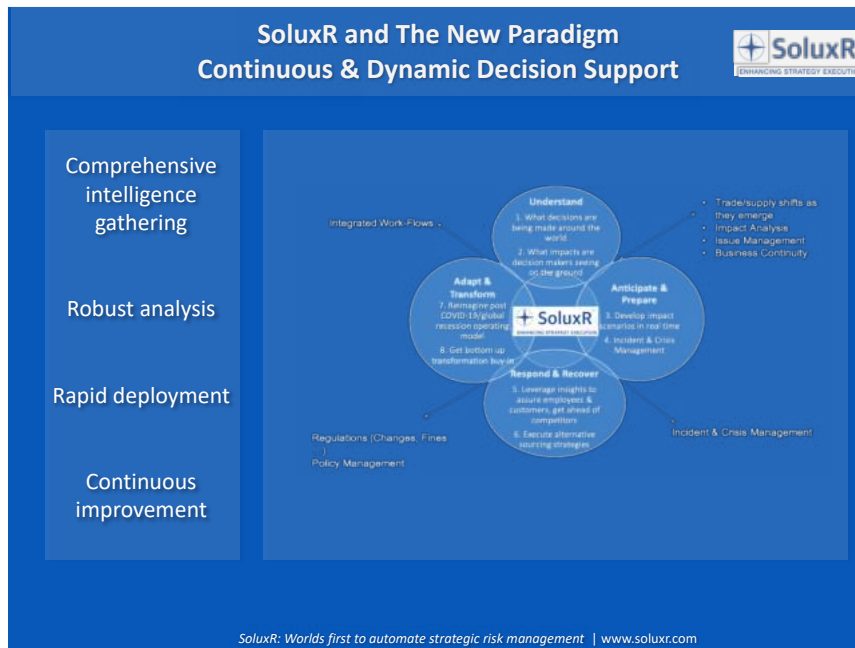 SoluxR and The New Paradigm
Continuous & Dynamic Decision Support
SoluxR
ENHANCING STRATEGY EXECUTI
Comprehensive
intelligence
gathering
Robust analysis
Rapid deployment
Continuous
improvement
Integrated Work-Flows
Understand
1. What decisions are
being made around the
world...
2. What impacts are
decision makers seeing
on the ground
• Trade/supply shifts as
they emerge
• Impact Analysis
• Issue Management
• Business Continuity
Adapt &
Transform
7. Reimagine post
COVID-19/global
recession operating
model
8. Get bottom up
transformation buy in
SoluxR
ENHANCING STRATEGY EXECUTION
Anticipate &
Prepare
3. Develop impact
scenarios in real time
4. Incident & Crisis
Management
Respond & Recover
5. Leverage insights to
assure employees &
customers, get ahead of
competitors
6. Execute alternative
sourcing strategies
Regulations (Changes, Fines
...)
Policy Management
Incident & Crisis Management
SoluxR: Worlds first to automate strategic risk management | www.soluxr.com